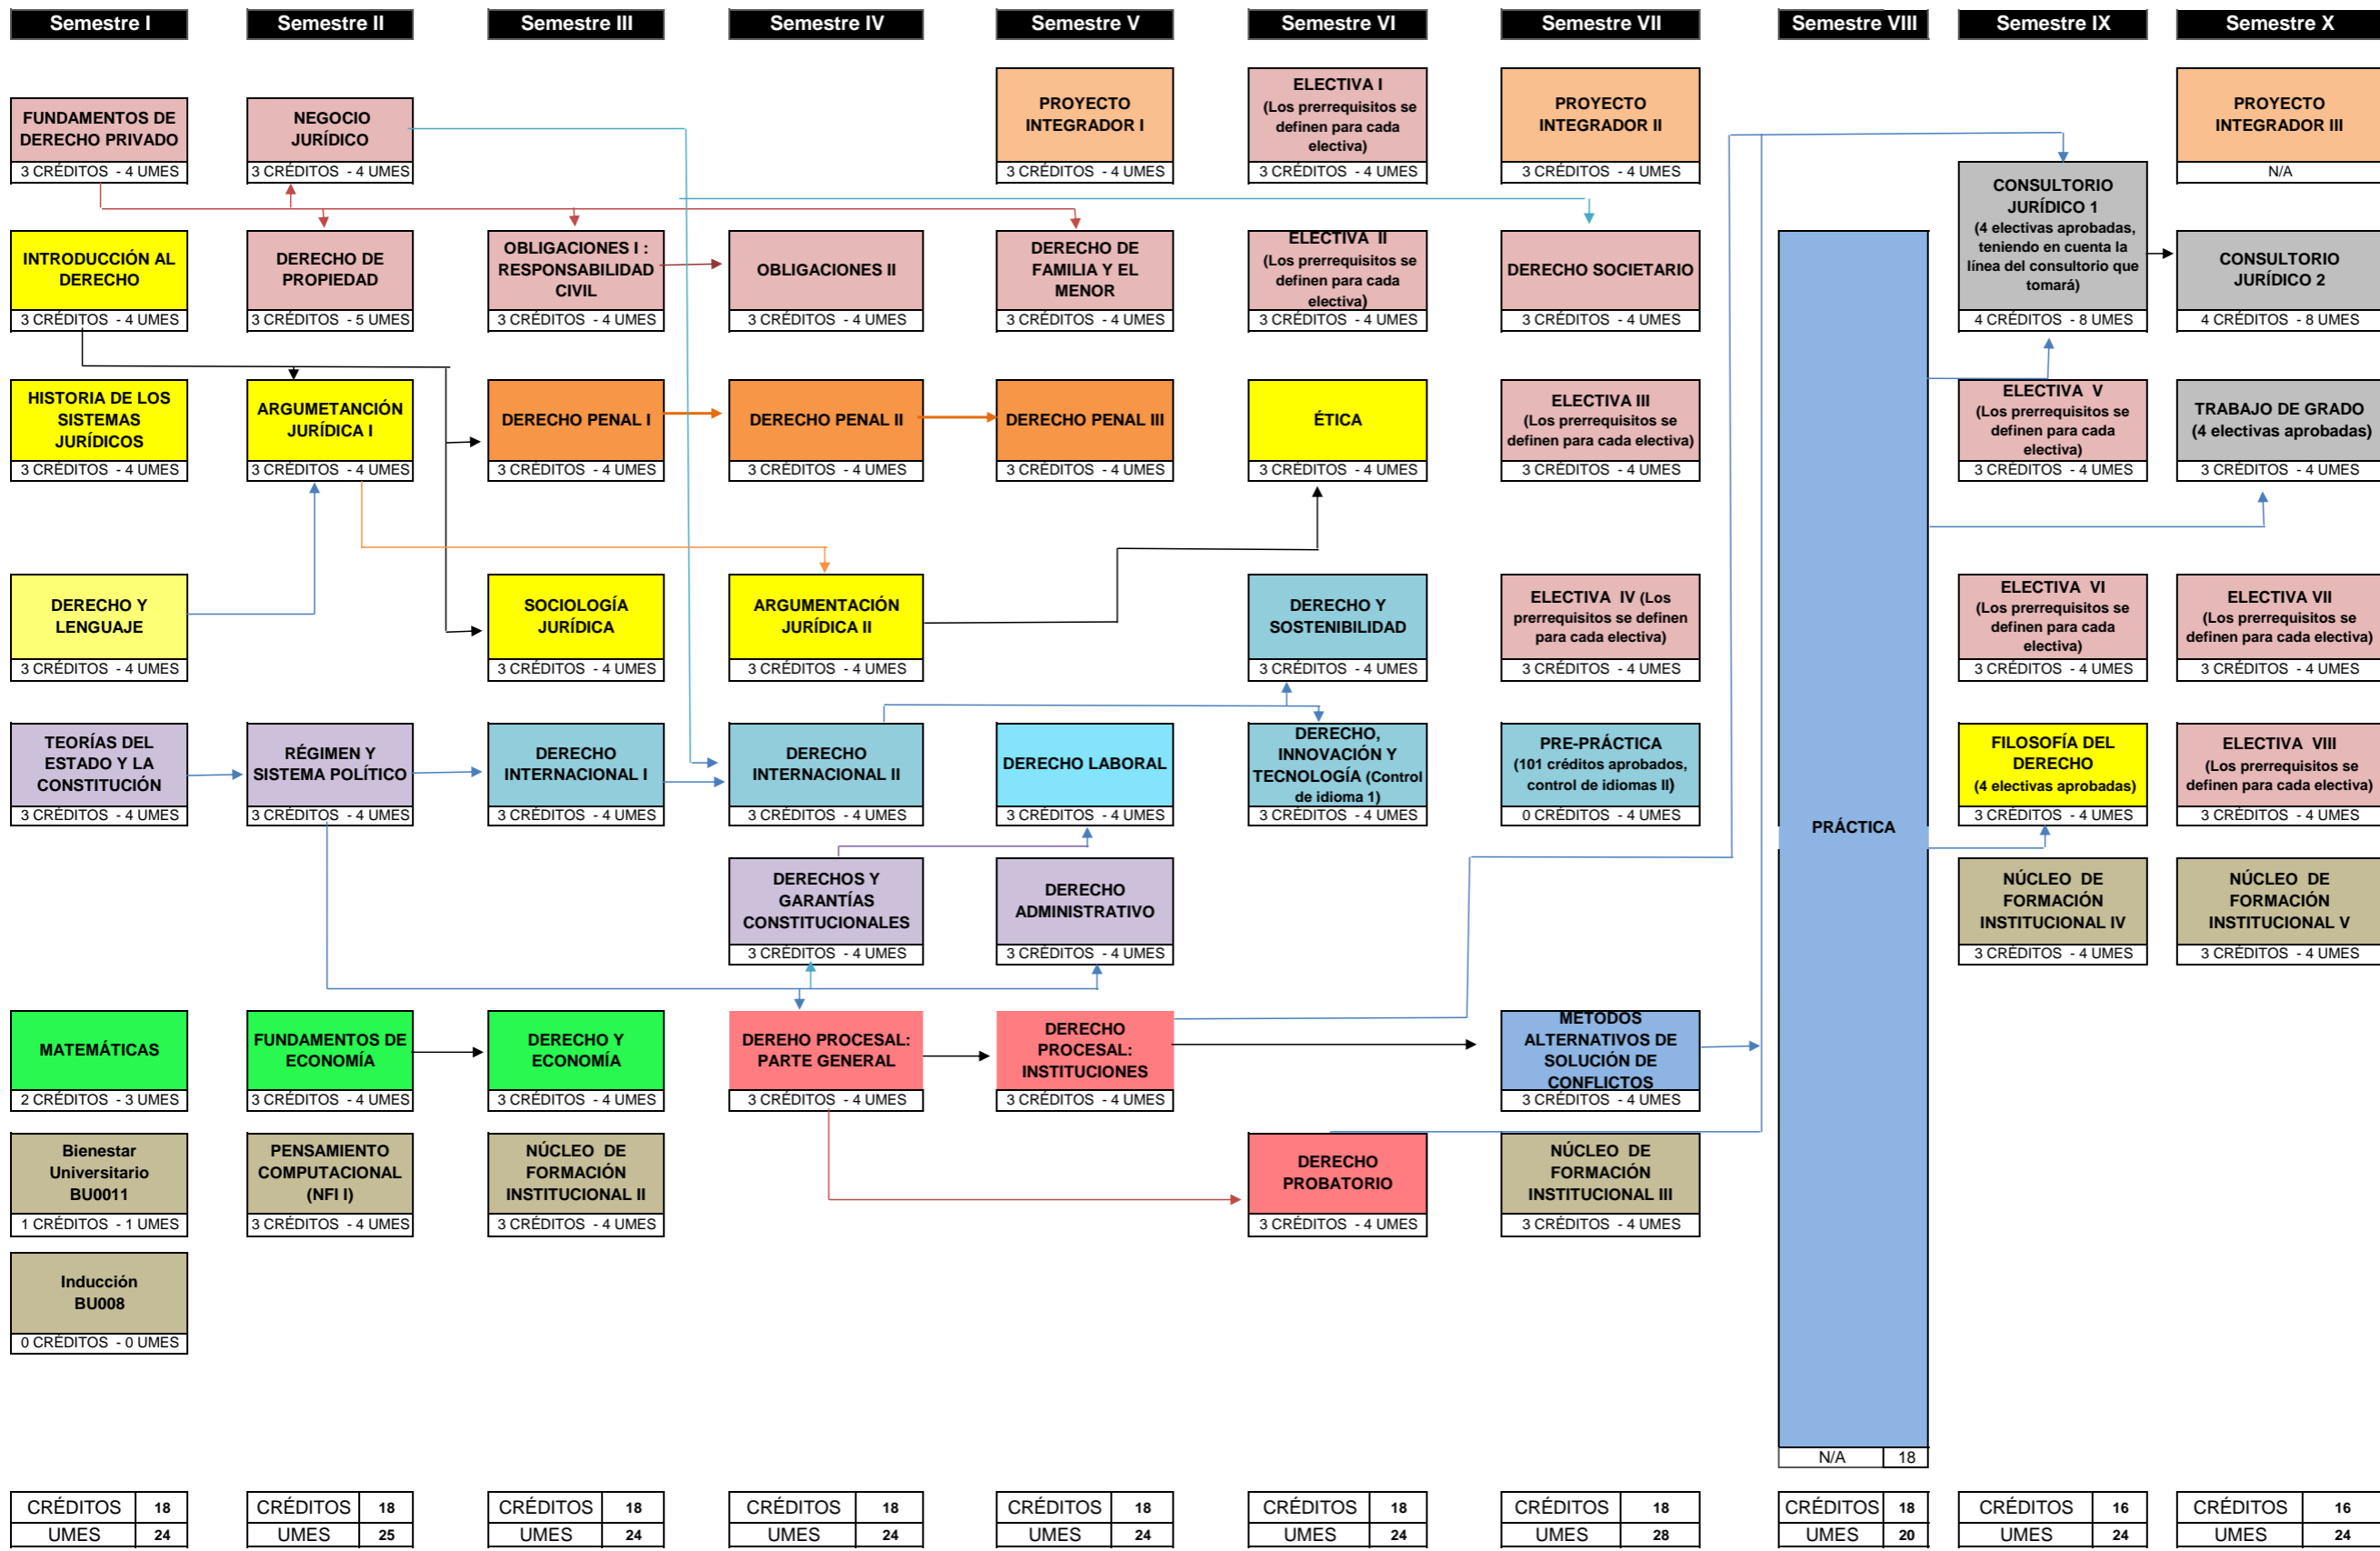 Semestre I
Semestre II
Semestre III
Semestre IV
Semestre V
Semestre VI
Semestre VII
Semestre VIII
Semestre IX
Semestre X
FUNDAMENTOS DE
DERECHO PRIVADO
3 CRÉDITOS - 4 UMES
NEGOCIO
JURÍDICO
3 CRÉDITOS - 4 UMES
PROYECTO
INTEGRADOR I
3 CRÉDITOS - 4 UMES
ELECTIVA I
(Los prerrequisitos se
definen para cada
electiva)
3 CRÉDITOS - 4 UMES
PROYECTO
INTEGRADOR II
3 CRÉDITOS - 4 UMES
CONSULTORIO
JURÍDICO 1
(4 electivas aprobadas,
teniendo en cuenta la
línea del consultorio que
tomará)
4 CRÉDITOS - 8 UMES
PROYECTO
INTEGRADOR III
N/A
INTRODUCCIÓN AL
DERECHO
3 CRÉDITOS - 4 UMES
DERECHO DE
PROPIEDAD
3 CRÉDITOS - 5 UMES
OBLIGACIONES I :
RESPONSABILIDAD
CIVIL
3 CRÉDITOS - 4 UMES
OBLIGACIONES II
3 CRÉDITOS - 4 UMES
DERECHO DE
FAMILIA Y EL
MENOR
3 CRÉDITOS - 4 UMES
ELECTIVA II
(Los prerrequisitos se
definen para cada
electiva)
3 CRÉDITOS - 4 UMES
DERECHO SOCIETARIO
3 CRÉDITOS - 4 UMES
CONSULTORIO
JURÍDICO 2
4 CRÉDITOS - 8 UMES
HISTORIA DE LOS
SISTEMAS
JURÍDICOS
3 CRÉDITOS - 4 UMES
ARGUMETANCIÓN
JURÍDICA I
3 CRÉDITOS - 4 UMES
DERECHO PENAL I
3 CRÉDITOS - 4 UMES
DERECHO PENAL II
3 CRÉDITOS - 4 UMES
DERECHO PENAL III
3 CRÉDITOS - 4 UMES
ÉTICA
3 CRÉDITOS - 4 UMES
ELECTIVA III
(Los prerrequisitos se
definen para cada electiva)
3 CRÉDITOS - 4 UMES
ELECTIVA V
(Los prerrequisitos se
definen para cada
electiva)
3 CRÉDITOS - 4 UMES
TRABAJO DE GRADO
(4 electivas aprobadas)
3 CRÉDITOS - 4 UMES
DERECHO Y
LENGUAJE
3 CRÉDITOS - 4 UMES
SOCIOLOGÍA
JURÍDICA
3 CRÉDITOS - 4 UMES
ARGUMENTACIÓN
JURÍDICA II
3 CRÉDITOS - 4 UMES
DERECHO Y
SOSTENIBILIDAD
3 CRÉDITOS - 4 UMES
ELECTIVA IV (Los
prerrequisitos se definen
para cada electiva)
3 CRÉDITOS - 4 UMES
ELECTIVA VI
(Los prerrequisitos se
definen para cada
electiva)
3 CRÉDITOS - 4 UMES
ELECTIVA VII
(Los prerrequisitos se
definen para cada electiva)
3 CRÉDITOS - 4 UMES
TEORÍAS DEL
ESTADO Y LA
CONSTITUCIÓN
3 CRÉDITOS - 4 UMES
RÉGIMEN Y
SISTEMA POLÍTICO
3 CRÉDITOS - 4 UMES
DERECHO
INTERNACIONAL I
3 CRÉDITOS - 4 UMES
DERECHO
INTERNACIONAL II
3 CRÉDITOS - 4 UMES
DERECHO LABORAL
3 CRÉDITOS - 4 UMES
DERECHO,
INNOVACIÓN Y
TECNOLOGÍA (Control
de idioma 1)
3 CRÉDITOS - 4 UMES
PRE-PRÁCTICA
(101 créditos aprobados,
control de idiomas II)
0 CRÉDITOS - 4 UMES
PRÁCTICA
N/A 18
FILOSOFÍA DEL
DERECHO
(4 electivas aprobadas)
3 CRÉDITOS - 4 UMES
ELECTIVA VIII
(Los prerrequisitos se
definen para cada electiva)
3 CRÉDITOS - 4 UMES
DERECHOS Y
GARANTÍAS
CONSTITUCIONALES
3 CRÉDITOS - 4 UMES
DERECHO
ADMINISTRATIVO
3 CRÉDITOS - 4 UMES
NÚCLEO DE
FORMACIÓN
INSTITUCIONAL IV
3 CRÉDITOS - 4 UMES
NÚCLEO DE
FORMACIÓN
INSTITUCIONAL V
3 CRÉDITOS - 4 UMES
MATEMÁTICAS
2 CRÉDITOS - 3 UMES
FUNDAMENTOS DE
ECONOMÍA
3 CRÉDITOS - 4 UMES
DERECHO Y
ECONOMÍA
3 CRÉDITOS - 4 UMES
DEREHO PROCESAL:
PARTE GENERAL
3 CRÉDITOS - 4 UMES
DERECHO
PROCESAL:
INSTITUCIONES
3 CRÉDITOS - 4 UMES
METODOS
ALTERNATIVOS DE
SOLUCIÓN DE
CONFLICTOS
3 CRÉDITOS - 4 UMES
Bienestar
Universitario
BU0011
1 CRÉDITOS - 1 UMES
PENSAMIENTO
COMPUTACIONAL
(NFI I)
3 CRÉDITOS - 4 UMES
NÚCLEO DE
FORMACIÓN
INSTITUCIONAL II
3 CRÉDITOS - 4 UMES
DERECHO
PROBATORIO
3 CRÉDITOS - 4 UMES
NÚCLEO DE
FORMACIÓN
INSTITUCIONAL III
3 CRÉDITOS - 4 UMES
Inducción
BU008
0 CRÉDITOS - 0 UMES
CRÉDITOS 18
UMES 24
CRÉDITOS 18
UMES 25
CRÉDITOS 18
UMES 24
CRÉDITOS 18
UMES 24
CRÉDITOS 18
UMES 24
CRÉDITOS 18
UMES 24
CRÉDITOS 18
UMES 28
CRÉDITOS 18
UMES 20
CRÉDITOS 16
UMES 24
CRÉDITOS 16
UMES 24